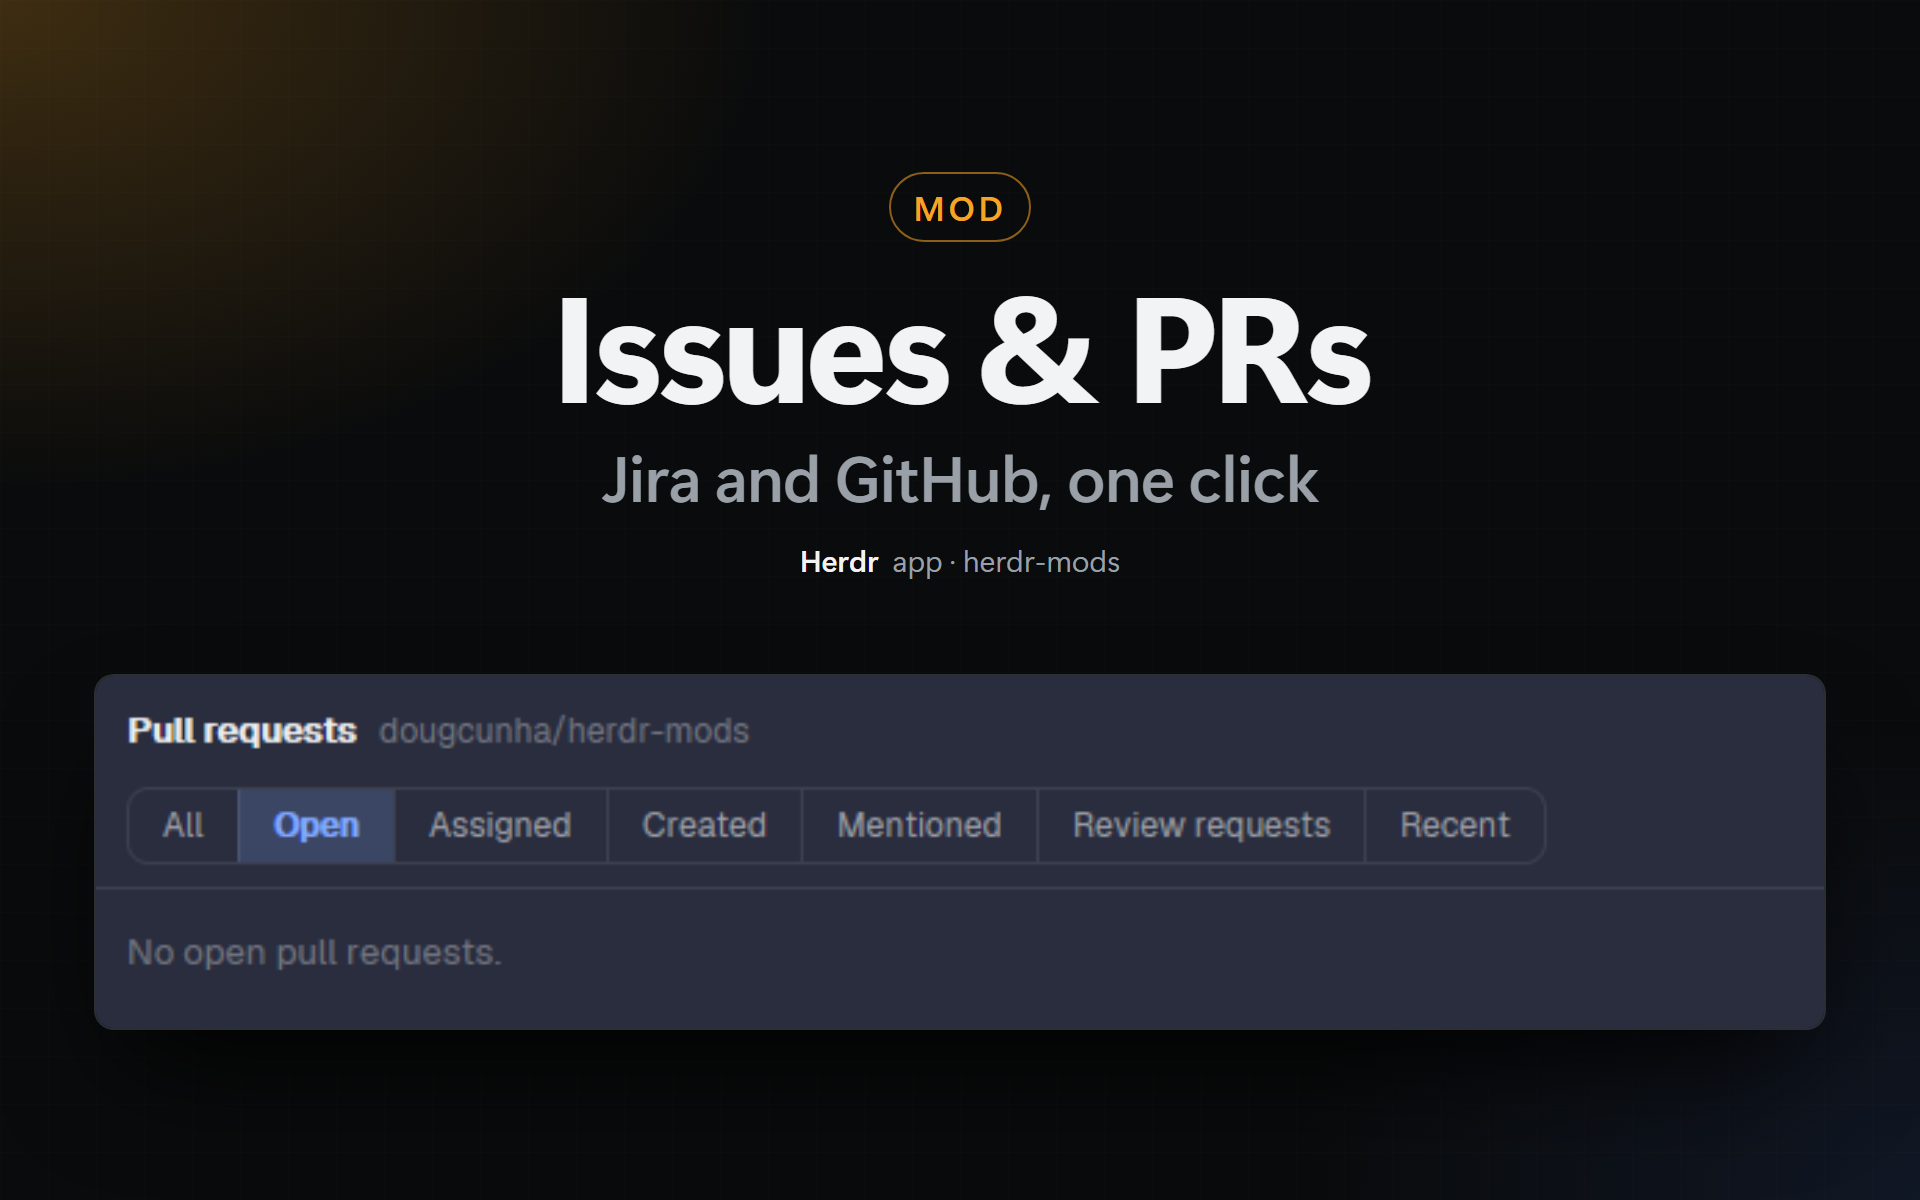 MOD
Issues & PRs
Jira and GitHub, one click
Herdr app · herdr-mods
Pull requests dougcunha/herdr-mods
All Open Assigned Created Mentioned Review requests Recent
No open pull requests.